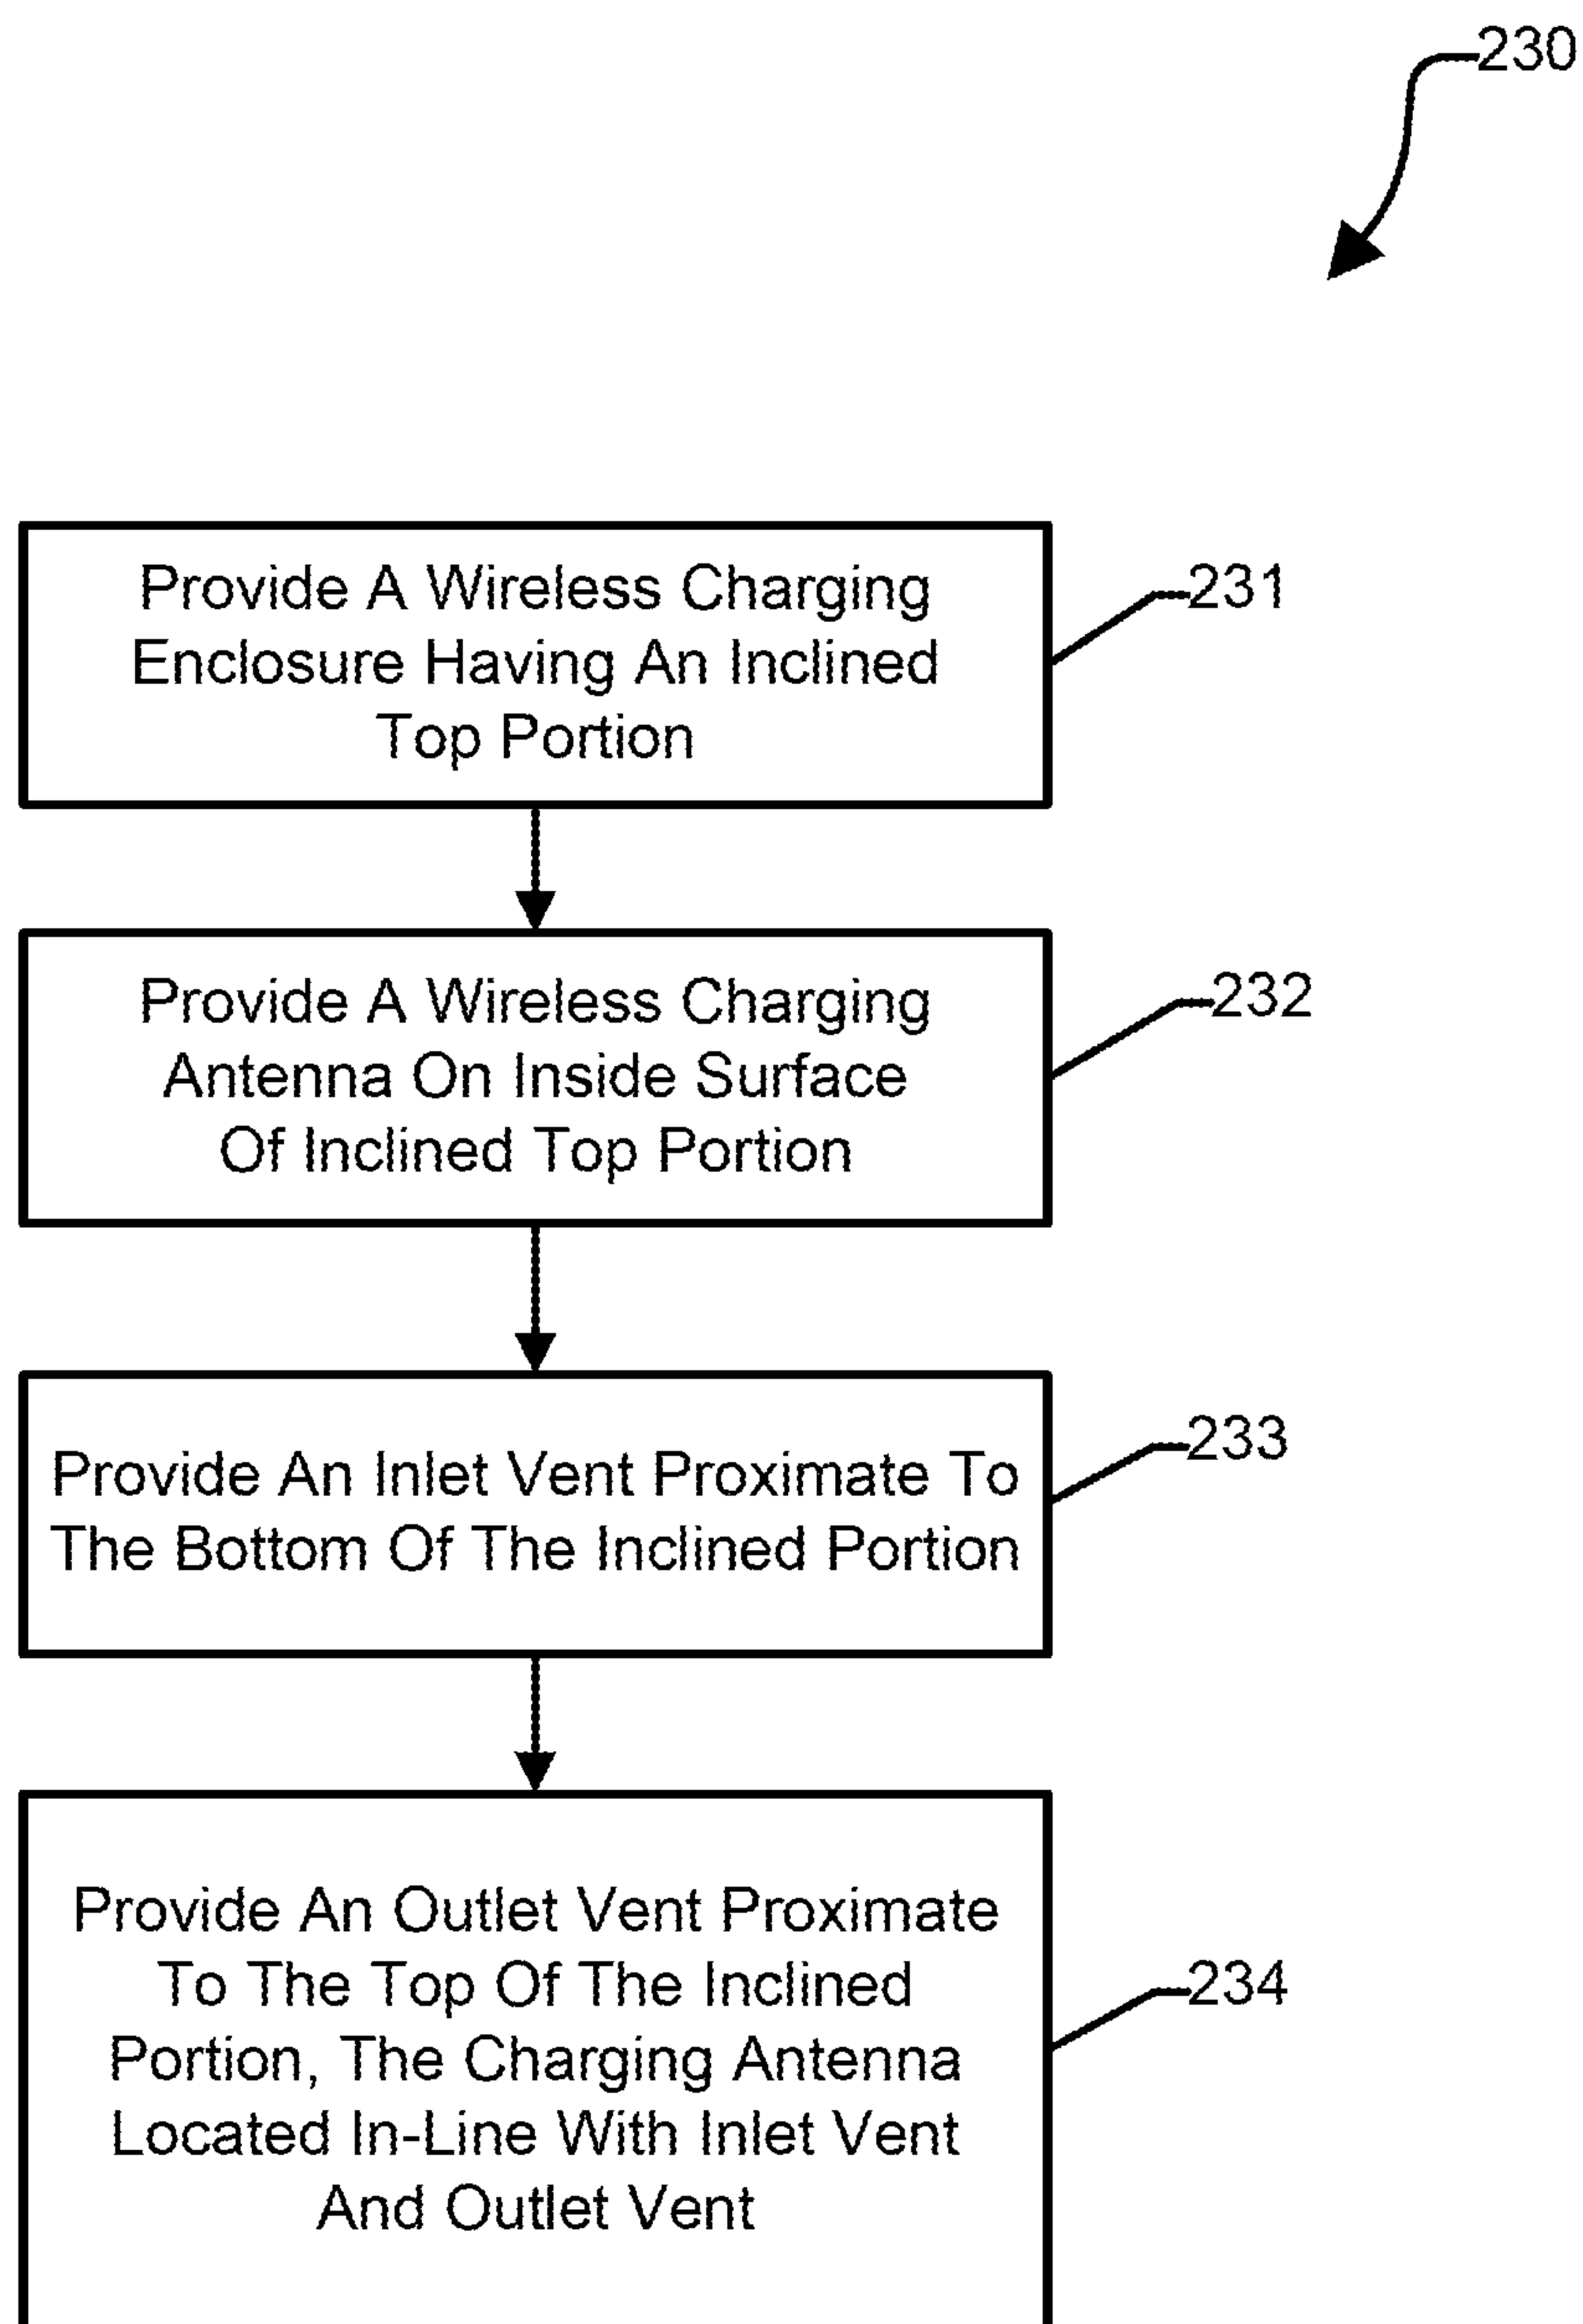 230
Provide A Wireless Charging
Enclosure Having An Inclined
Top Portion
231
Provide A Wireless Charging
Antenna On Inside Surface
Of Inclined Top Portion
232
Provide An Inlet Vent Proximate To
The Bottom Of The Inclined Portion
233
Provide An Outlet Vent Proximate
To The Top Of The Inclined
Portion, The Charging Antenna
Located In-Line With Inlet Vent
And Outlet Vent
234